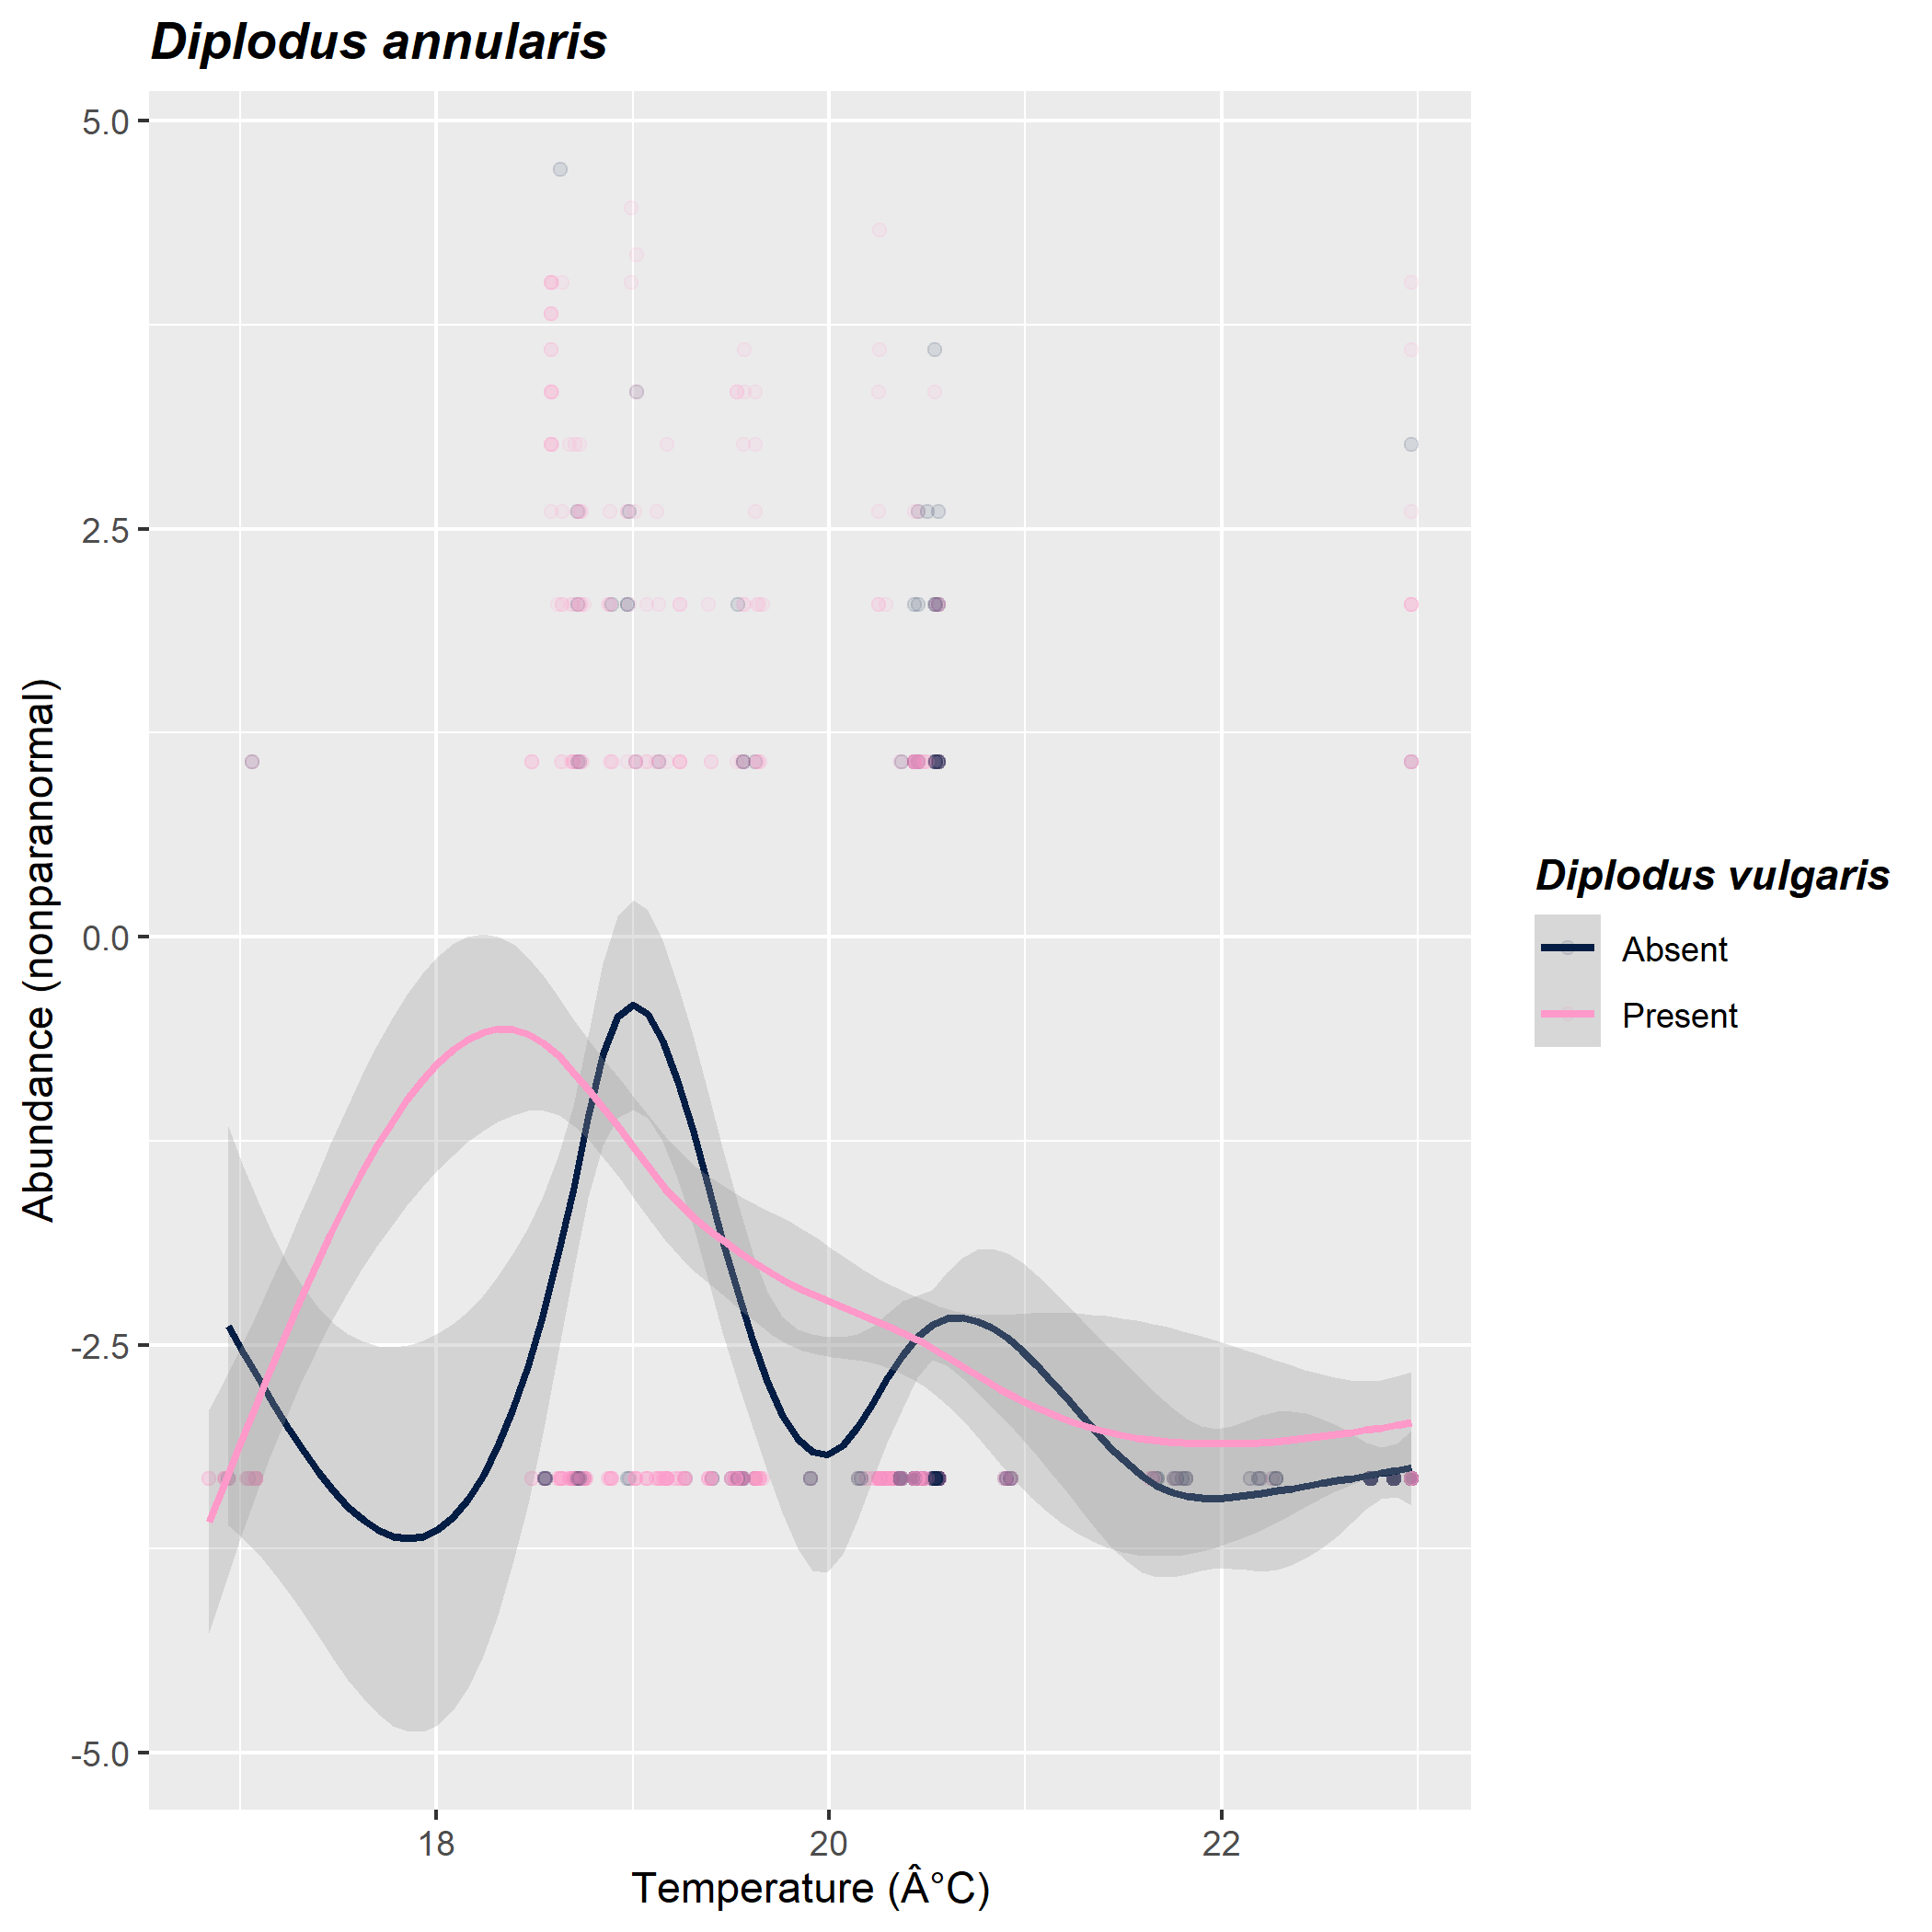 Diplodus annularis
5.0
2.5
0.0
-2.5
-5.0
Abundance (nonparanormal)
18
20
22
Temperature (Â°C)
Diplodus vulgaris
Absent
Present